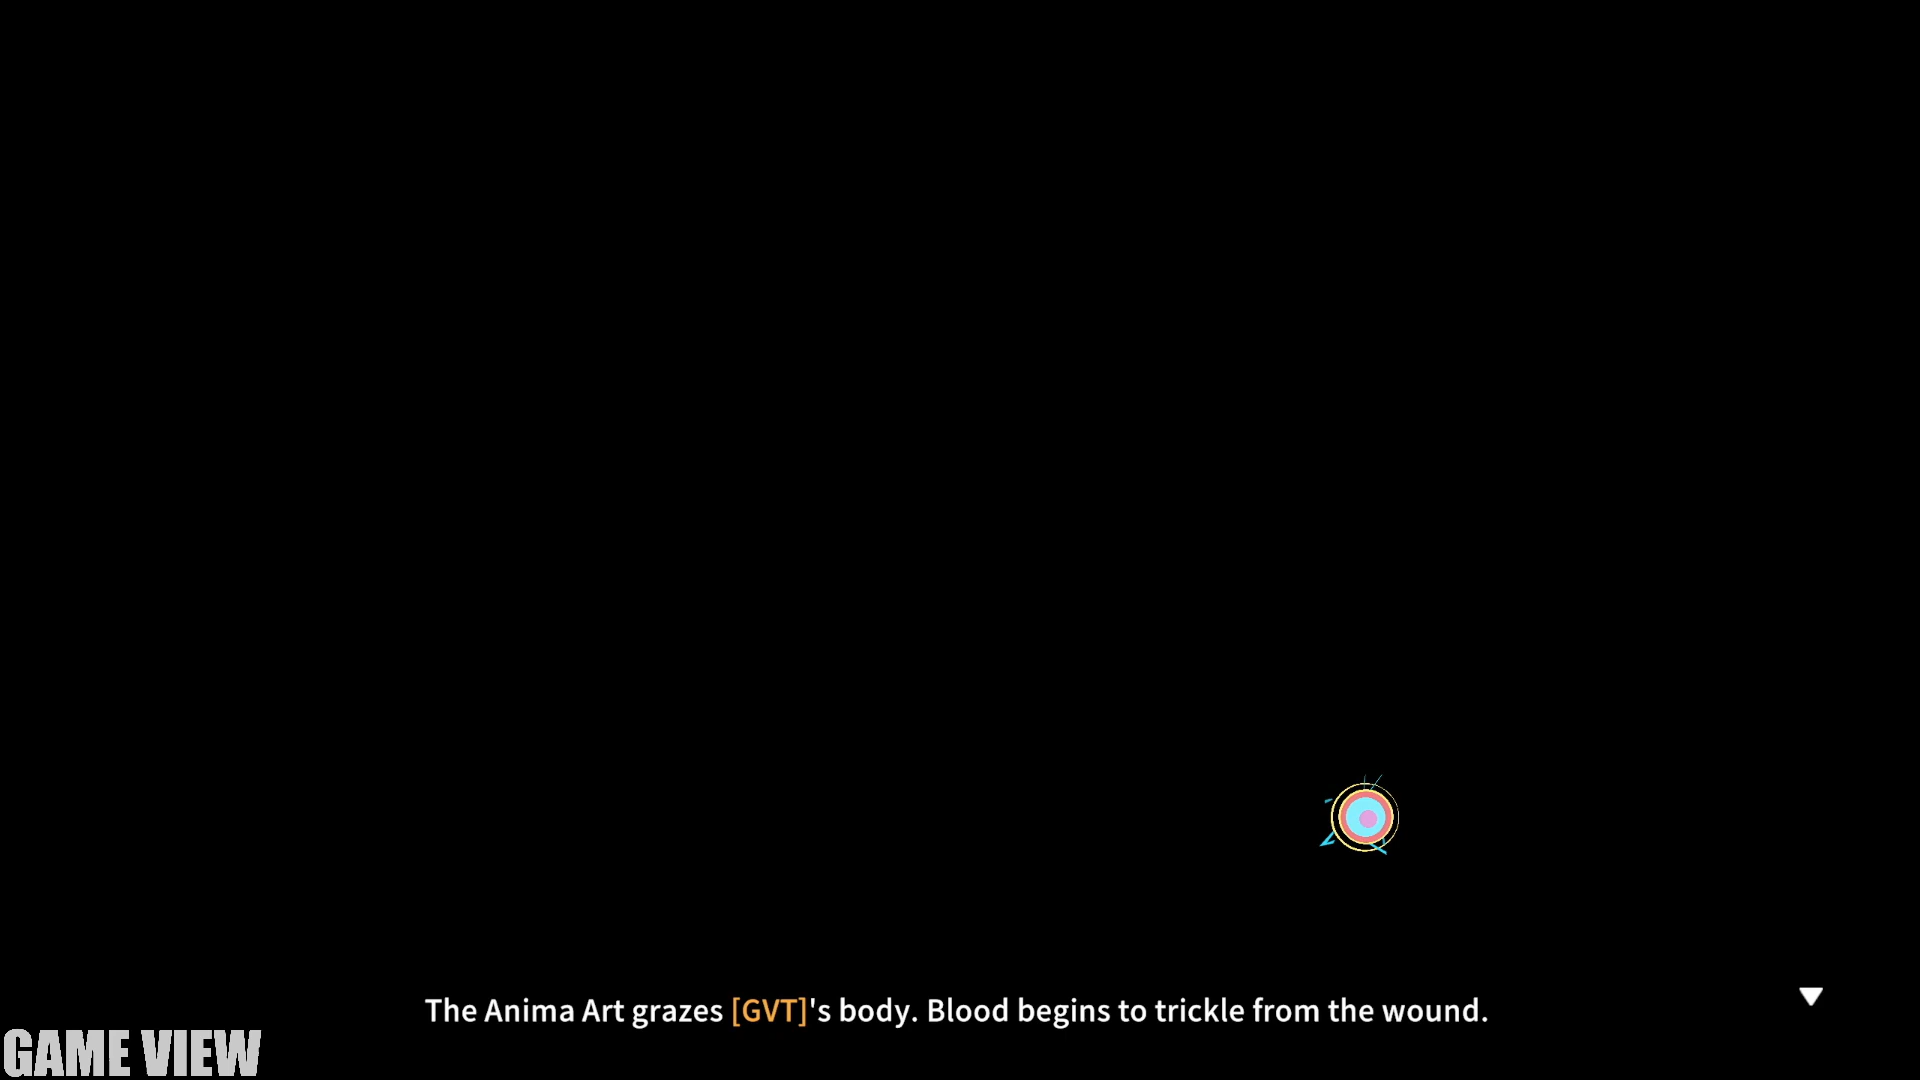 The Anima Art grazes [GVT]'s body. Blood begins to trickle from the wound.
GAME VIEW